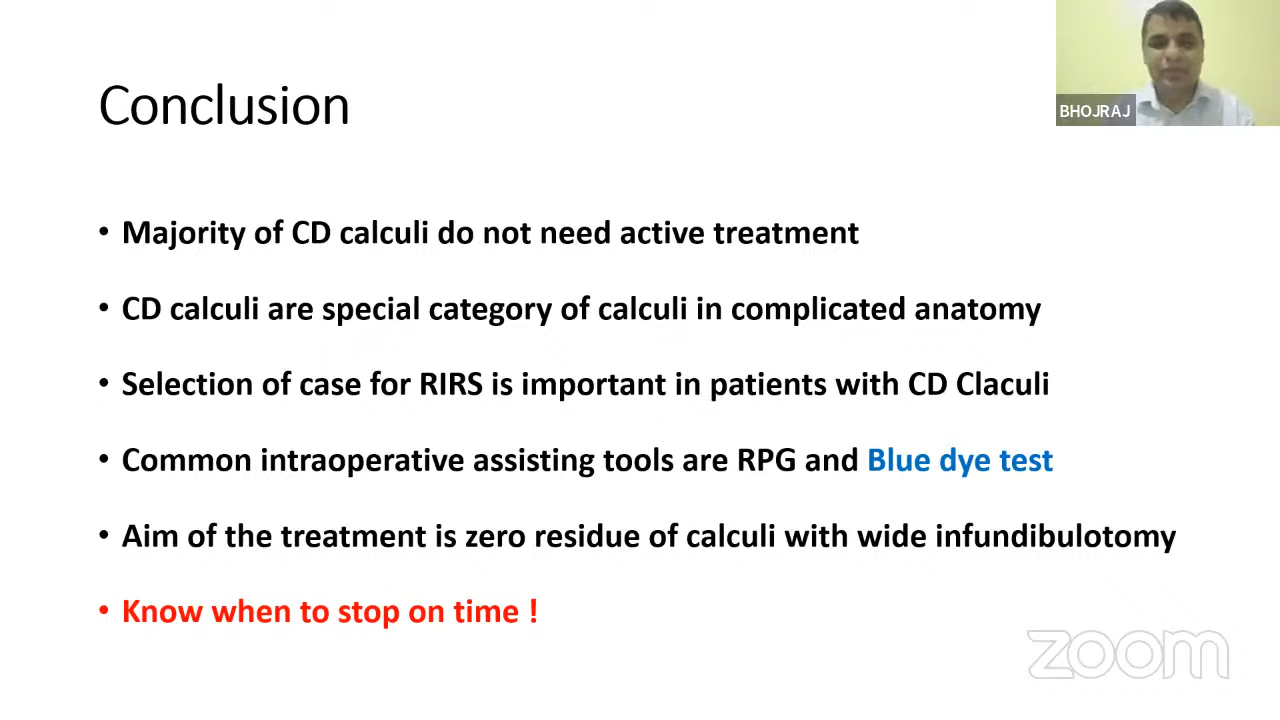 Conclusion
BHOJRAJ
• Majority of CD calculi do not need active treatment
• CD calculi are special category of calculi in complicated anatomy
• Selection of case for RIRS is important in patients with CD Claculi
• Common intraoperative assisting tools are RPG and Blue dye test
• Aim of the treatment is zero residue of calculi with wide infundibulotomy
• Know when to stop on time !
zoom